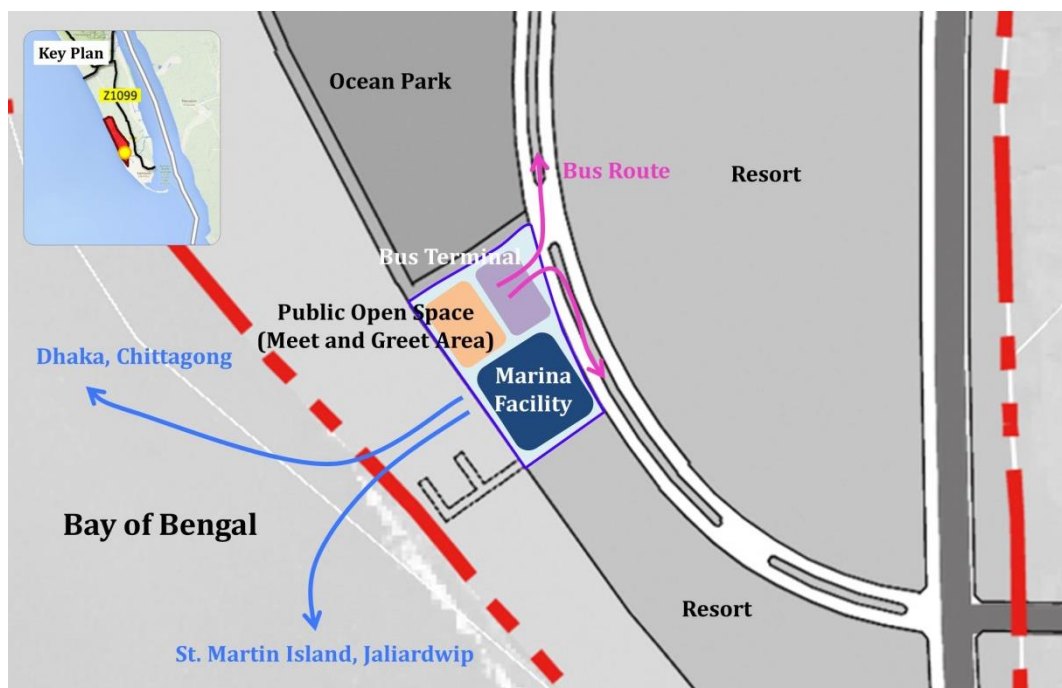 Key Plan
Z1099
Ocean Park
Bus Route
Resort
Bus Terminal
Public Open Space
(Meet and Greet Area)
Dhaka, Chittagong
Marina
Facility
Bay of Bengal
Resort
St. Martin Island, Jaliardwip